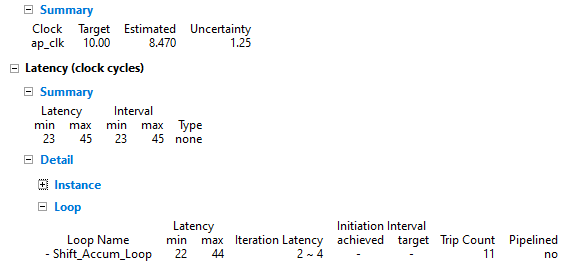 Summary
Clock Target Estimated Uncertainty
ap_clk 10.00 8.470 1.25
Latency (clock cycles)
Summary
Latency Interval
min max min max Type
23 45 23 45 none
Detail
Instance
Loop
Latency Initiation Interval
Loop Name min max Iteration Latency achieved target Trip Count Pipelined
- Shift_Accum_Loop 22 44 2 ~ 4 - - 11 no